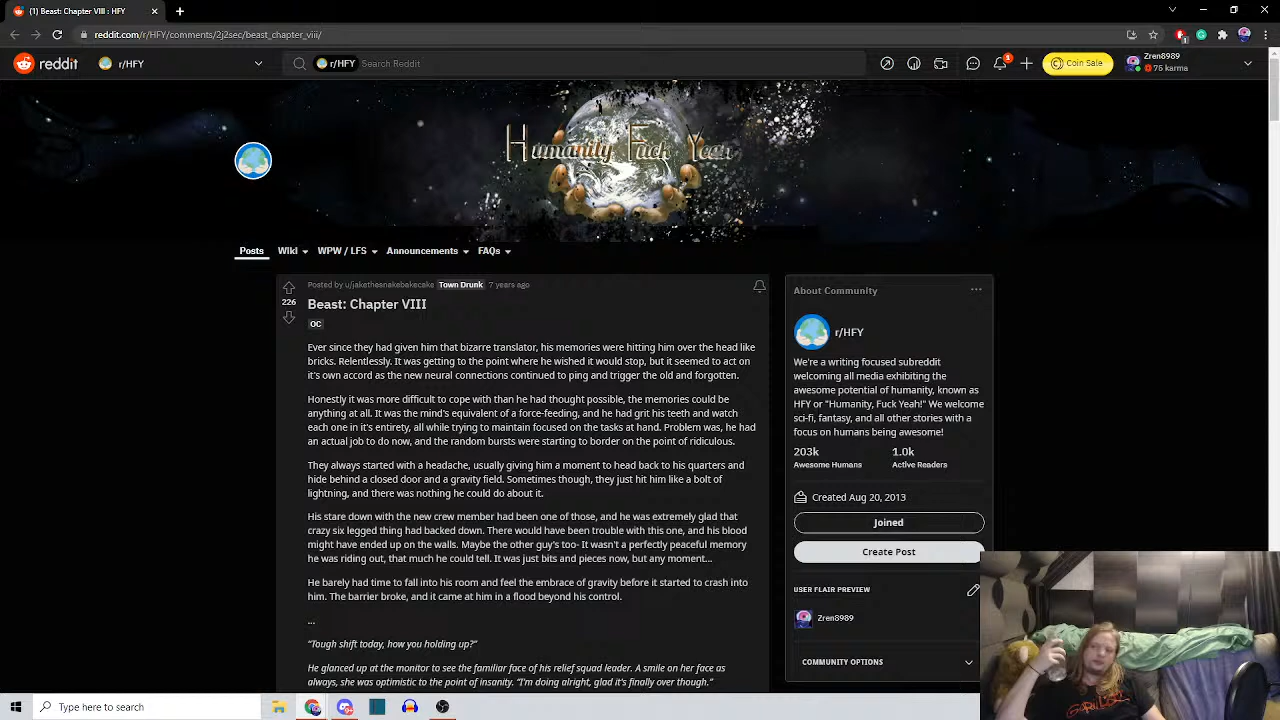 (1) Beast: Chapter VIII : HFY
reddit.com/r/HFY/comments/2j2sec/beast_chapter_viii/
1
reddit
r/HFY
r/HFY Search Reddit
1
Coin Sale
Zren8989
76 karma
Humanity, Fuck Yeah
Posts
Wiki
WPW / LFS
Announcements
FAQs
Posted by u/jakethesnakebakecake Town Drunk 7 years ago
226
Beast: Chapter VIII
OC
Ever since they had given him that bizarre translator, his memories were hitting him over the head like
bricks. Relentlessly. It was getting to the point where he wished it would stop, but it seemed to act on
it's own accord as the new neural connections continued to ping and trigger the old and forgotten.
Honestly it was more difficult to cope with than he had thought possible, the memories could be
anything at all. It was the mind's equivalent of a force-feeding, and he had grit his teeth and watch
each one in it's entirety, all while trying to maintain focused on the tasks at hand. Problem was, he had
an actual job to do now, and the random bursts were starting to border on the point of ridiculous.
They always started with a headache, usually giving him a moment to head back to his quarters and
hide behind a closed door and a gravity field. Sometimes though, they just hit him like a bolt of
lightning, and there was nothing he could do about it.
His stare down with the new crew member had been one of those, and he was extremely glad that
crazy six legged thing had backed down. There would have been trouble with this one, and his blood
might have ended up on the walls. Maybe the other guy's too- It wasn't a perfectly peaceful memory
he was riding out, that much he could tell. It was just bits and pieces now, but any moment...
He barely had time to fall into his room and feel the embrace of gravity before it started to crash into
him. The barrier broke, and it came at him in a flood beyond his control.
...
"Tough shift today, how you holding up?"
He glanced up at the monitor to see the familiar face of his relief squad leader. A smile on her face as
always, she was optimistic to the point of insanity. "I'm doing alright, glad it's finally over though."
About Community
r/HFY
We're a writing focused subreddit
welcoming all media exhibiting the
awesome potential of humanity, known as
HFY or "Humanity, Fuck Yeah!" We welcome
sci-fi, fantasy, and all other stories with a
focus on humans being awesome!
203k
Awesome Humans
1.0k
Active Readers
Created Aug 20, 2013
Joined
Create Post
USER FLAIR PREVIEW
Zren8989
COMMUNITY OPTIONS
Type here to search